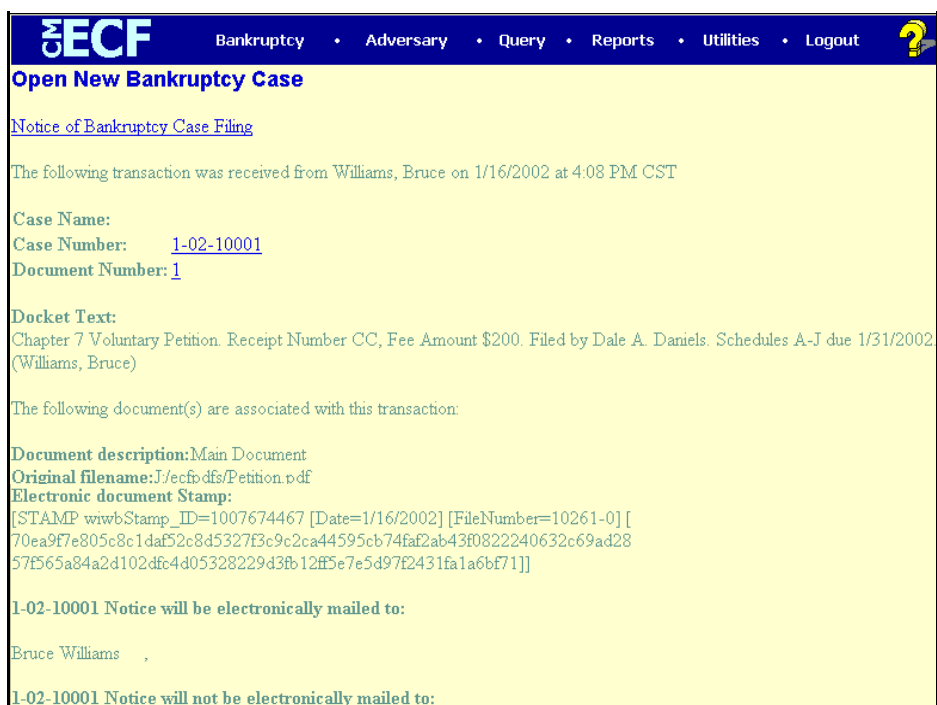 CM ECF Bankruptcy • Adversary • Query • Reports • Utilities • Logout ?
Open New Bankruptcy Case
Notice of Bankruptcy Case Filing
The following transaction was received from Williams, Bruce on 1/16/2002 at 4:08 PM CST
Case Name:
Case Number: 1-02-10001
Document Number: 1
Docket Text:
Chapter 7 Voluntary Petition. Receipt Number CC, Fee Amount $200. Filed by Dale A. Daniels. Schedules A-J due 1/31/2002.
(Williams, Bruce)
The following document(s) are associated with this transaction:
Document description:Main Document
Original filename:J:/ecfpdfs/Petition.pdf
Electronic document Stamp:
[STAMP wiwbStamp_ID=1007674467 [Date=1/16/2002] [FileNumber=10261-0] [
70ea9f7e805c8c1daf52c8d5327f3c9c2ca44595cb74faf2ab43f0822240632c69ad28
57f565a84a2d102dfc4d05328229d3fb12ff5e7e5d97f2431fa1a6bf71]]
1-02-10001 Notice will be electronically mailed to:
Bruce Williams ,
1-02-10001 Notice will not be electronically mailed to: